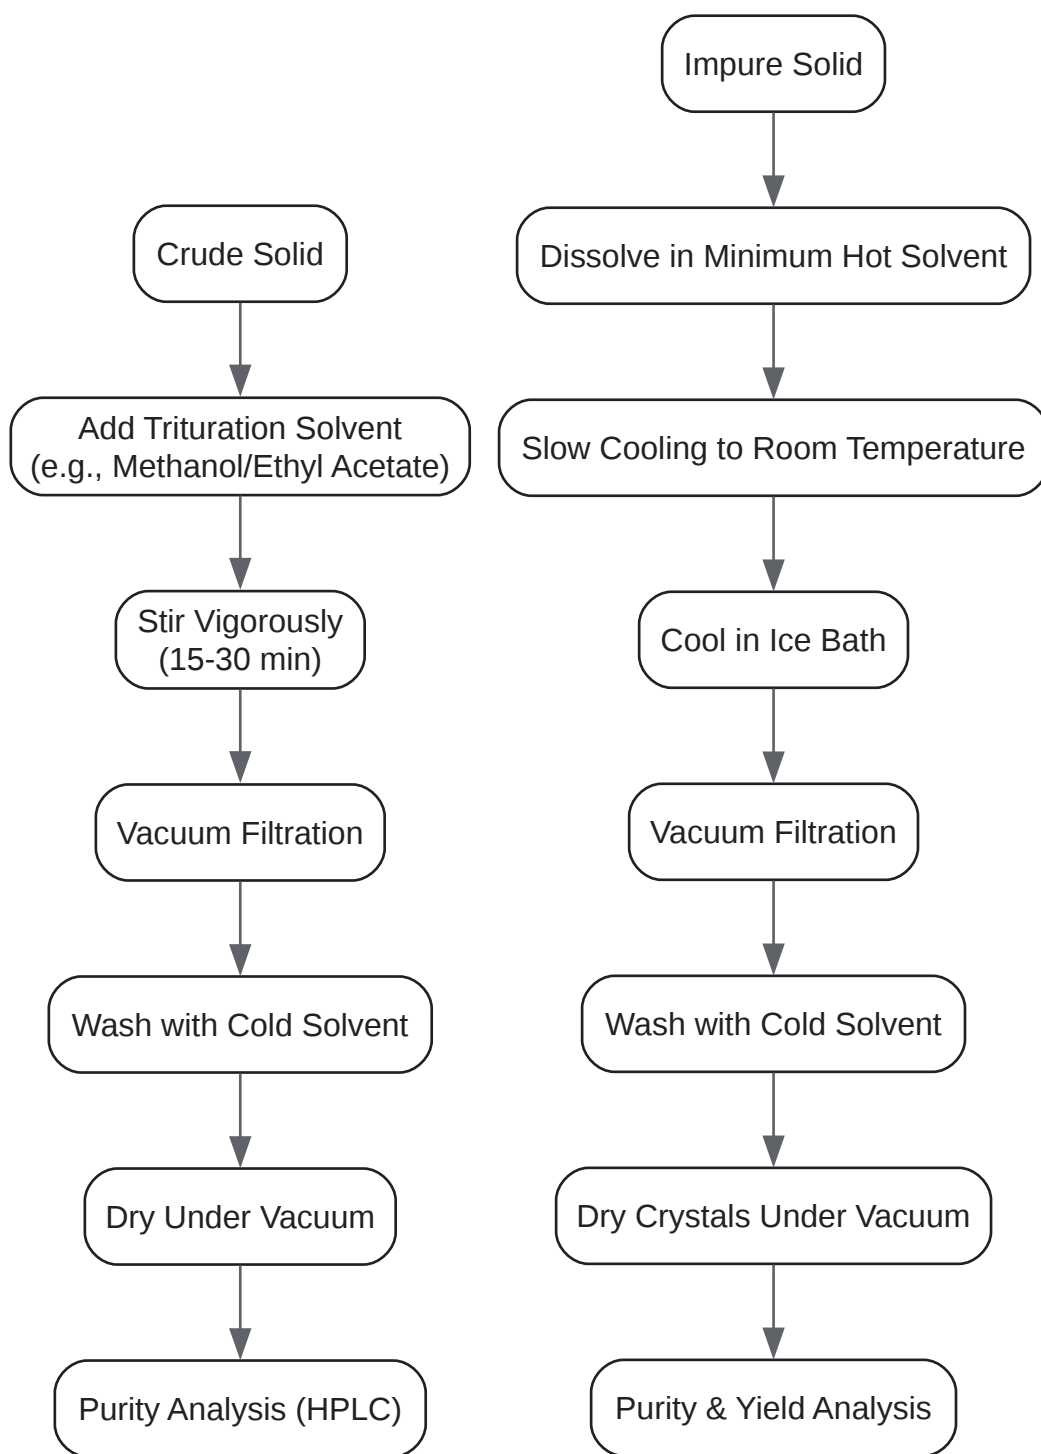 Crude Solid
Add Trituration Solvent
(e.g., Methanol/Ethyl Acetate)
Stir Vigorously
(15-30 min)
Vacuum Filtration
Wash with Cold Solvent
Dry Under Vacuum
Purity Analysis (HPLC)
Impure Solid
Dissolve in Minimum Hot Solvent
Slow Cooling to Room Temperature
Cool in Ice Bath
Vacuum Filtration
Wash with Cold Solvent
Dry Crystals Under Vacuum
Purity & Yield Analysis